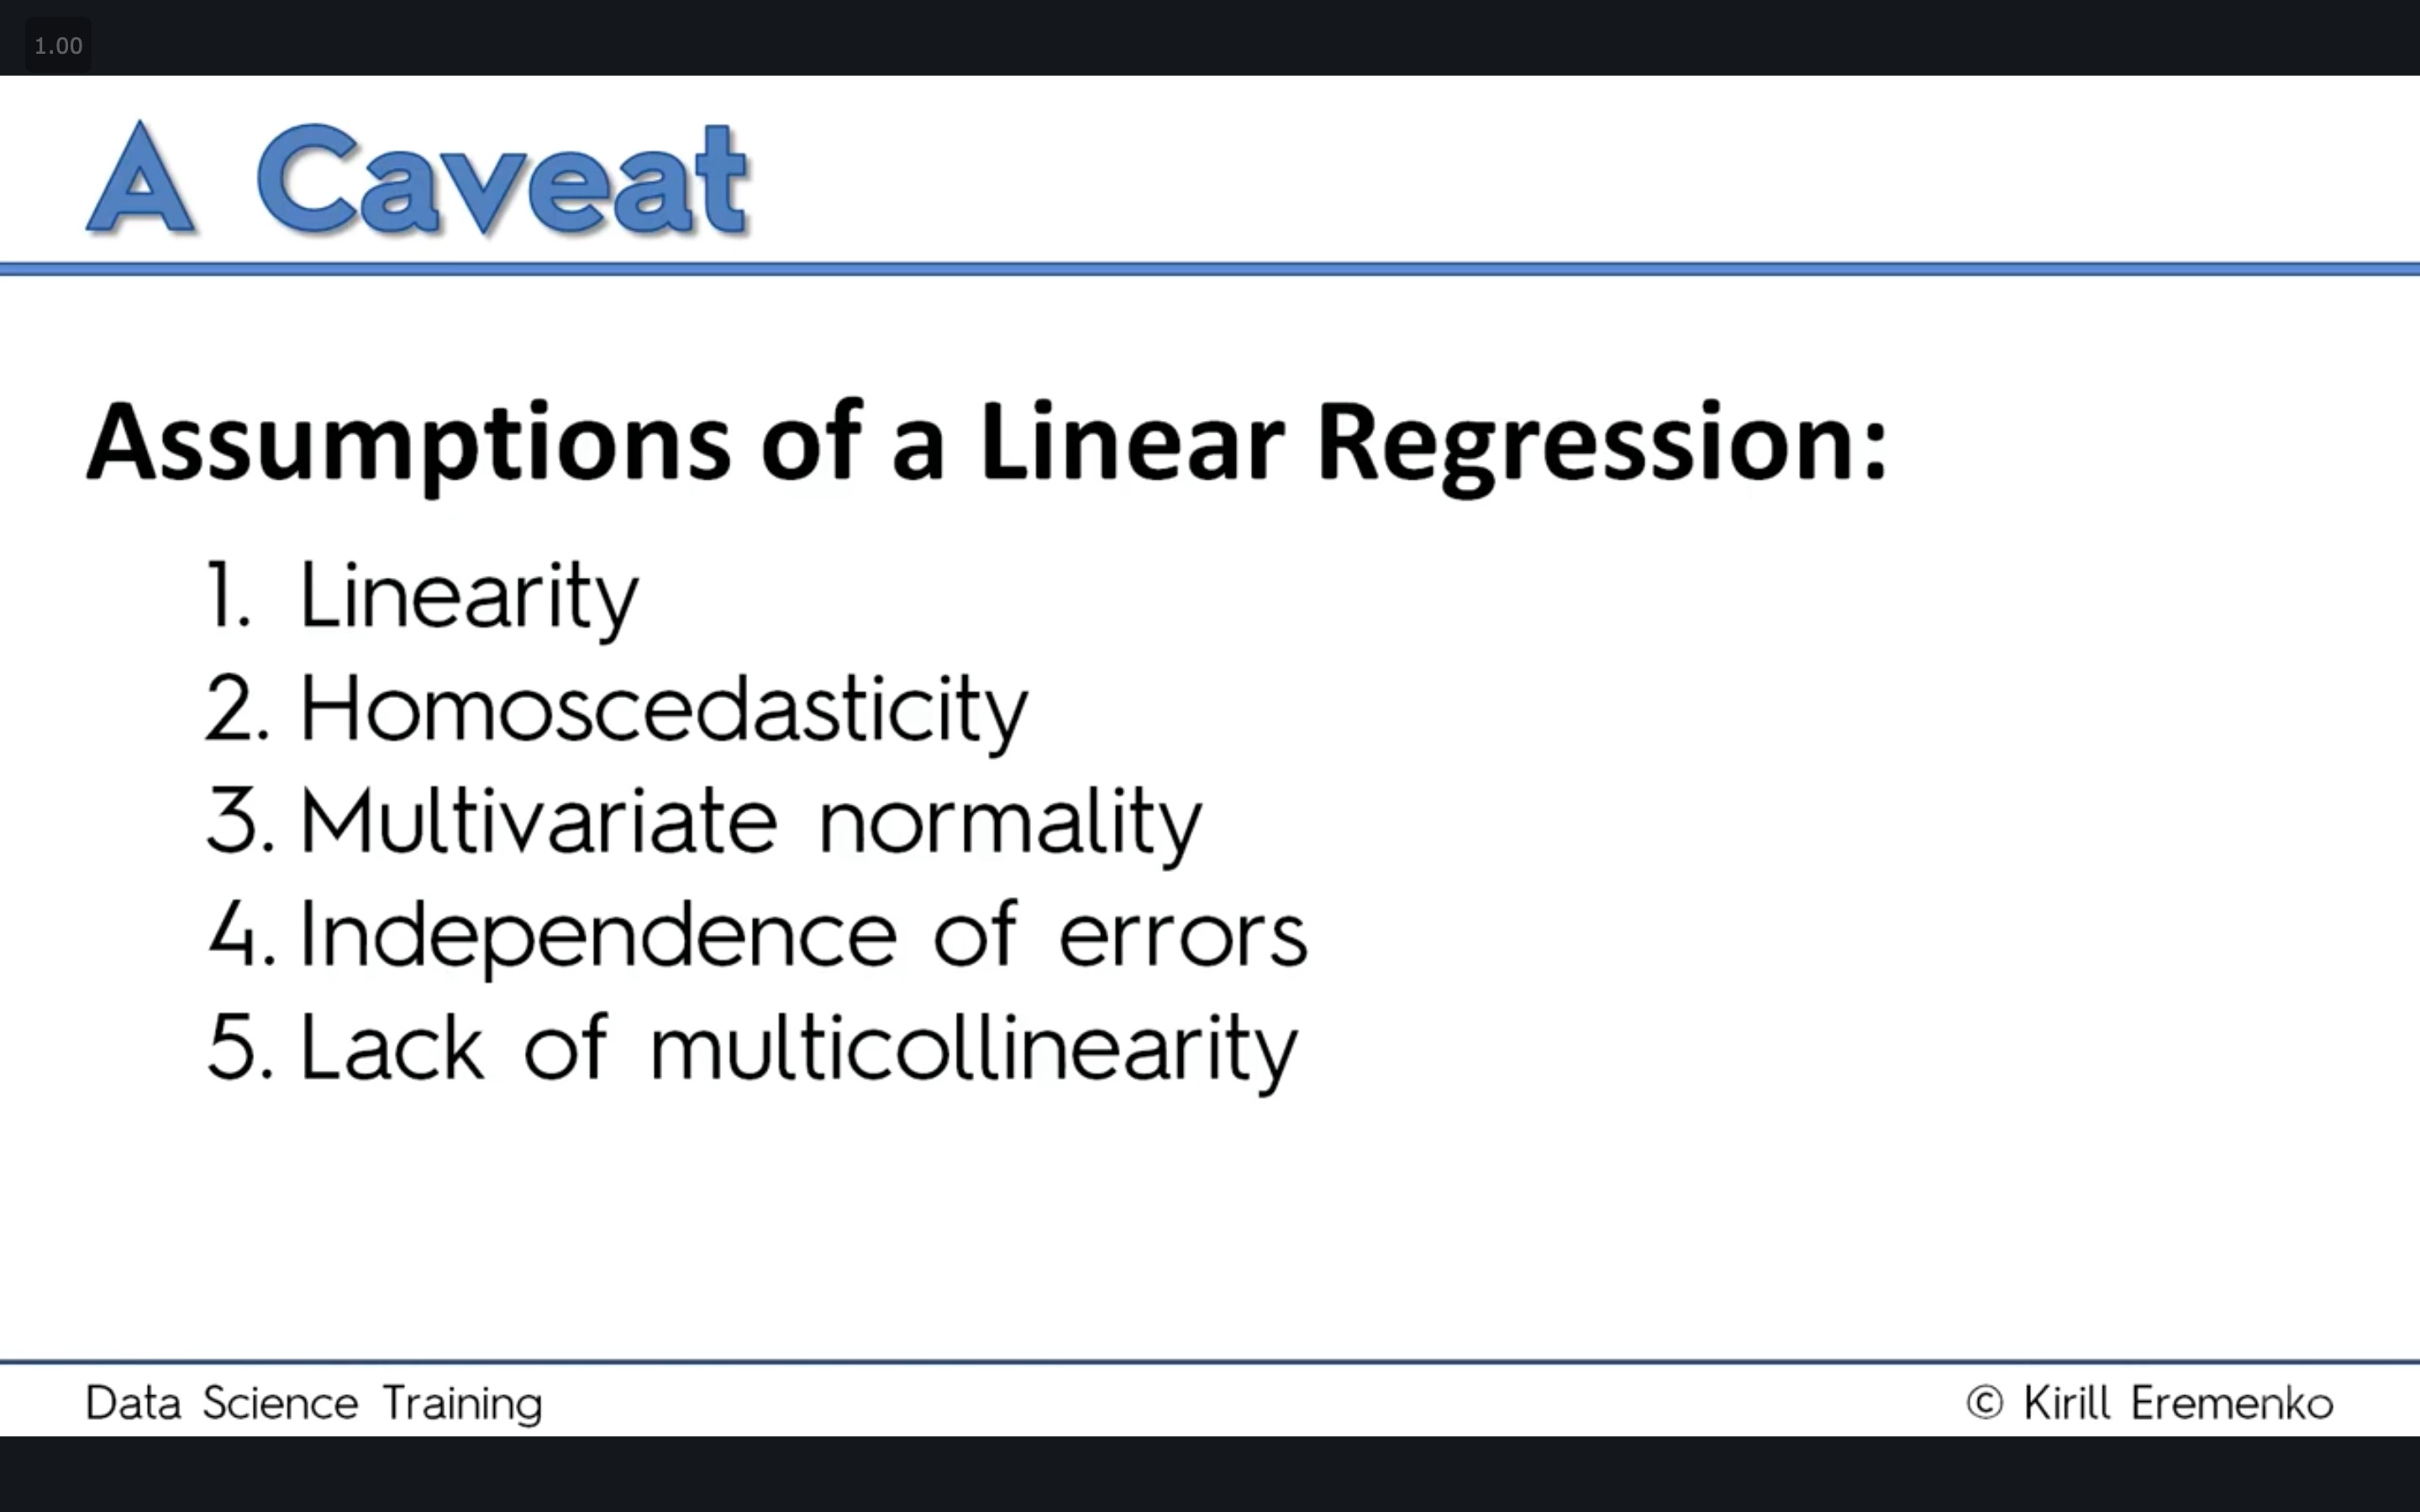 1.00
A Caveat
Assumptions of a Linear Regression:
1. Linearity
2. Homoscedasticity
3. Multivariate normality
4. Independence of errors
5. Lack of multicollinearity
Data Science Training
© Kirill Eremenko